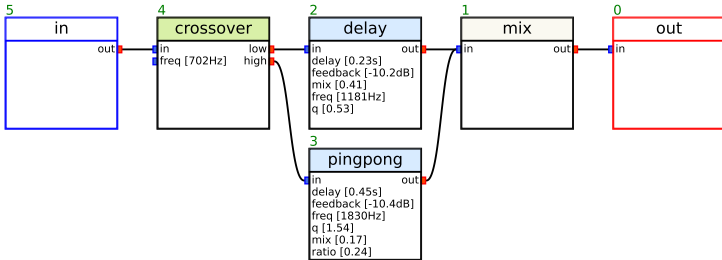 5
in
out
4
crossover
in
low
freq [702Hz]
high
2
delay
in
out
delay [0.23s]
feedback [-10.2dB]
mix [0.41]
freq [1181Hz]
q [0.53]
1
mix
in
out
0
out
in
3
pingpong
in
out
delay [0.45s]
feedback [-10.4dB]
freq [1830Hz]
q [1.54]
mix [0.17]
ratio [0.24]